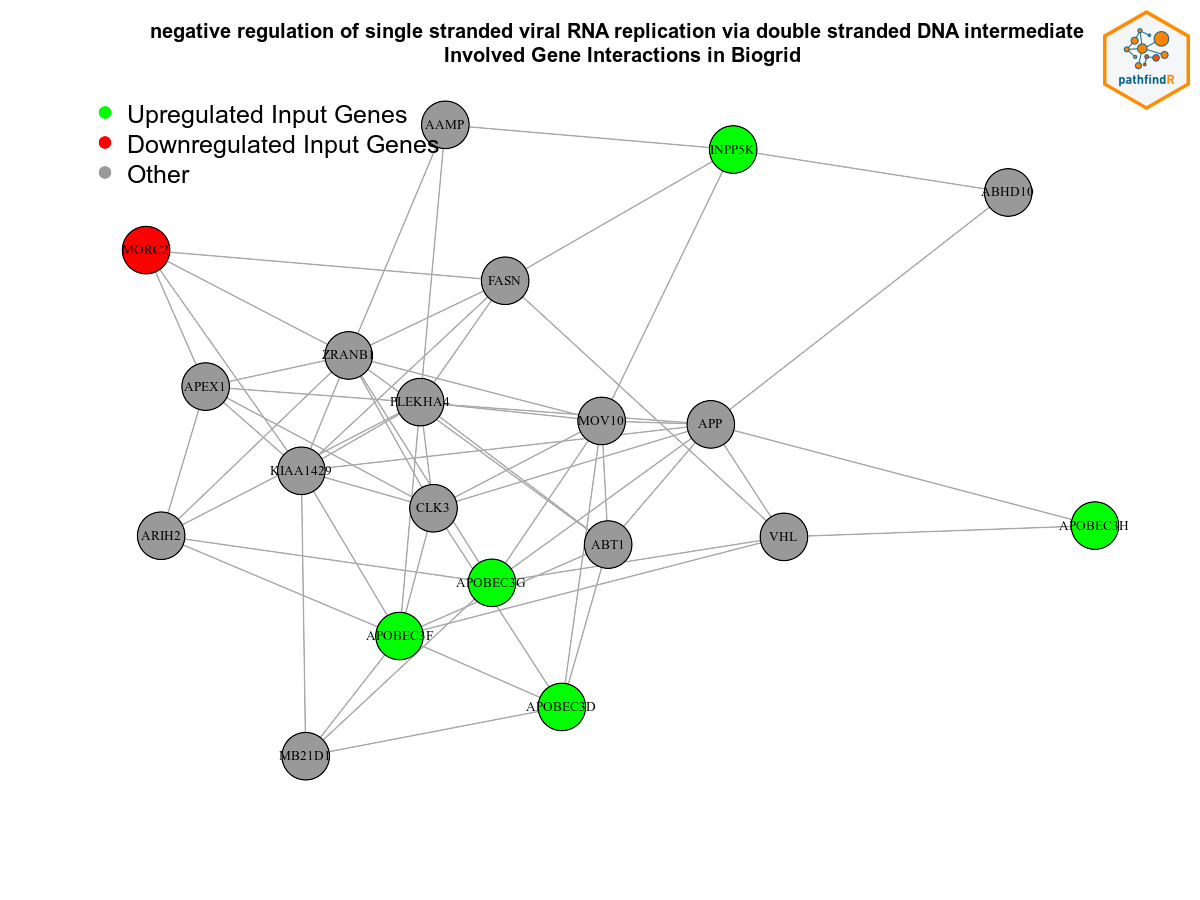 negative regulation of single stranded viral RNA replication via double stranded DNA intermediate
Involved Gene Interactions in Biogrid
pathfindR
Upregulated Input Genes
Downregulated Input Genes
Other
AAMP
INPP5K
ABHD10
MORC2
FASN
ZRANB1
APEX1
PLEKHA4
MOV10
APP
KIAA1429
CLK3
APOBEC3H
ARIH2
ABT1
VHL
APOBEC3G
APOBEC3F
APOBEC3D
MB21D1